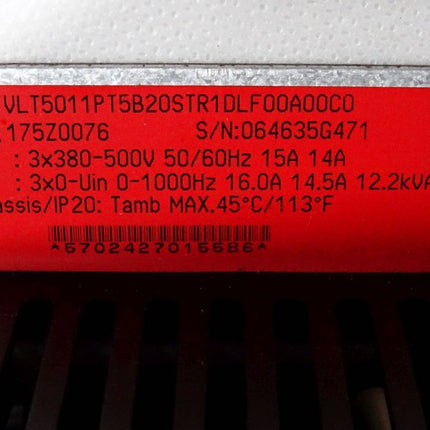 VLT5011PT5B20STR1DLF00A00C0
175Z0076 S/N:064635G471
: 3x380-500V 50/60Hz 15A 14A
: 3x0-Uin 0-1000Hz 16.0A 14.5A 12.2kVA
assis/IP20: Tamb MAX.45°C/113°F
*5702427016686*